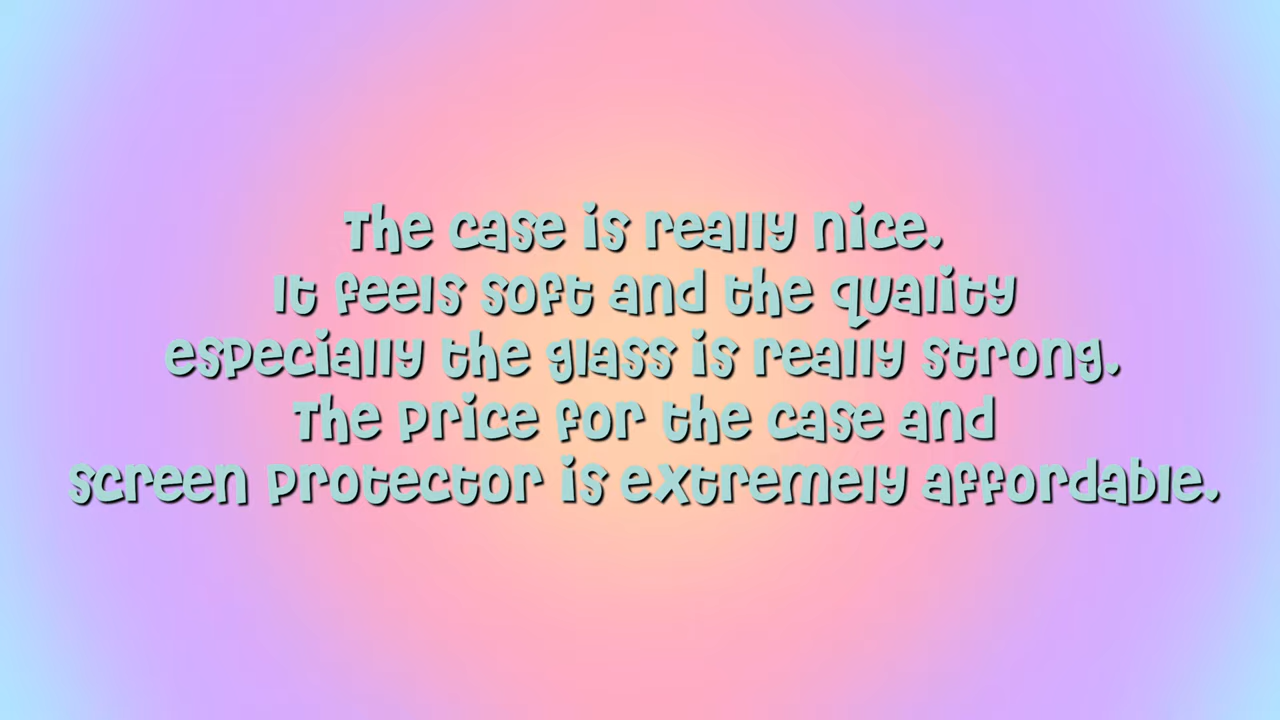 The case is really nice.
It feels soft and the quality
especially the glass is really strong.
The price for the case and
screen protector is extremely affordable.